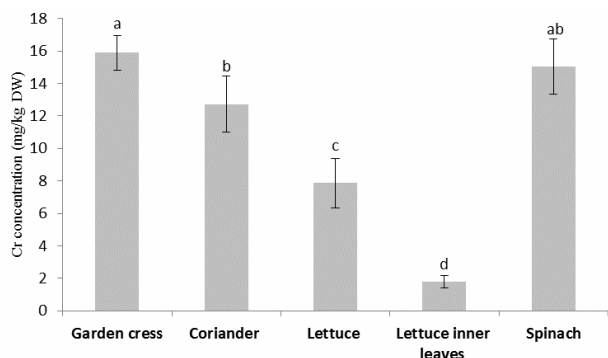 Cr concentration (mg/kg DW)
18
16
14
12
10
8
6
4
2
0
a
b
c
d
ab
Garden cress
Coriander
Lettuce
Lettuce inner
leaves
Spinach